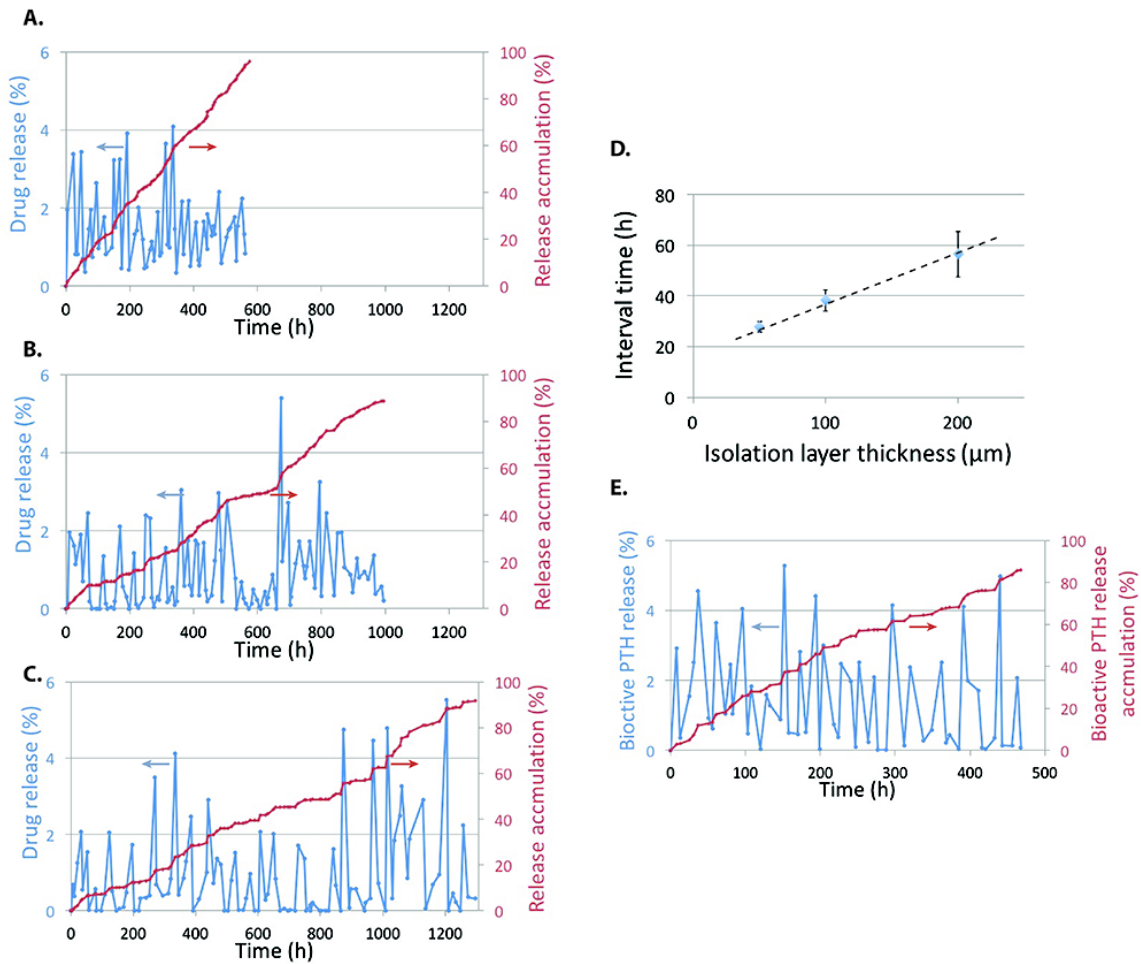 A.
Drug release (%)
6
4
2
0
100
80
60
40
20
0
Release accmulation (%)
0 200 400 600 800 1000 1200
Time (h)
B.
Drug release (%)
6
4
2
0
100
80
60
40
20
0
Release accmulation (%)
0 200 400 600 800 1000 1200
Time (h)
C.
Drug release (%)
6
4
2
0
100
80
60
40
20
0
Release accmulation (%)
0 200 400 600 800 1000 1200
Time (h)
D.
Interval time (h)
80
60
40
20
0
0 100 200
Isolation layer thickness (μm)
E.
Bioctive PTH release (%)
6
4
2
0
100
80
60
40
20
0
Bioactive PTH release
accmulation (%)
0 100 200 300 400 500
Time (h)